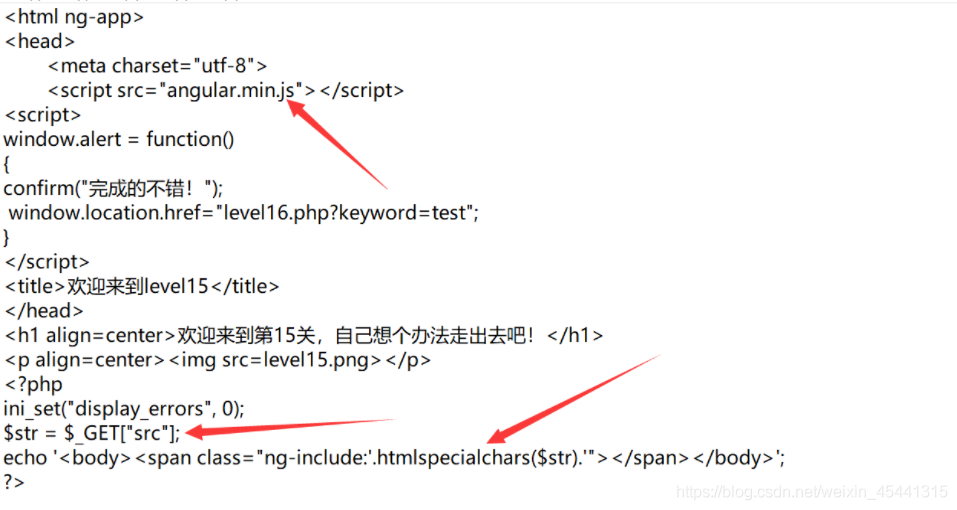 <html ng-app>
<head>
<meta charset="utf-8">
<script src="angular.min.js"></script>
<script>
window.alert = function()
{
confirm("完成的不错！");
window.location.href="level16.php?keyword=test";
}
</script>
<title>欢迎来到level15</title>
</head>
<h1 align=center>欢迎来到第15关，自己想个办法走出去吧！</h1>
<p align=center><img src=level15.png></p>
<?php
ini_set("display_errors", 0);
$str = $_GET["src"];
echo '<body><span class="ng-include:'.htmlspecialchars($str).'"></span></body>';
?>
https://blog.csdn.net/weixin_45441315